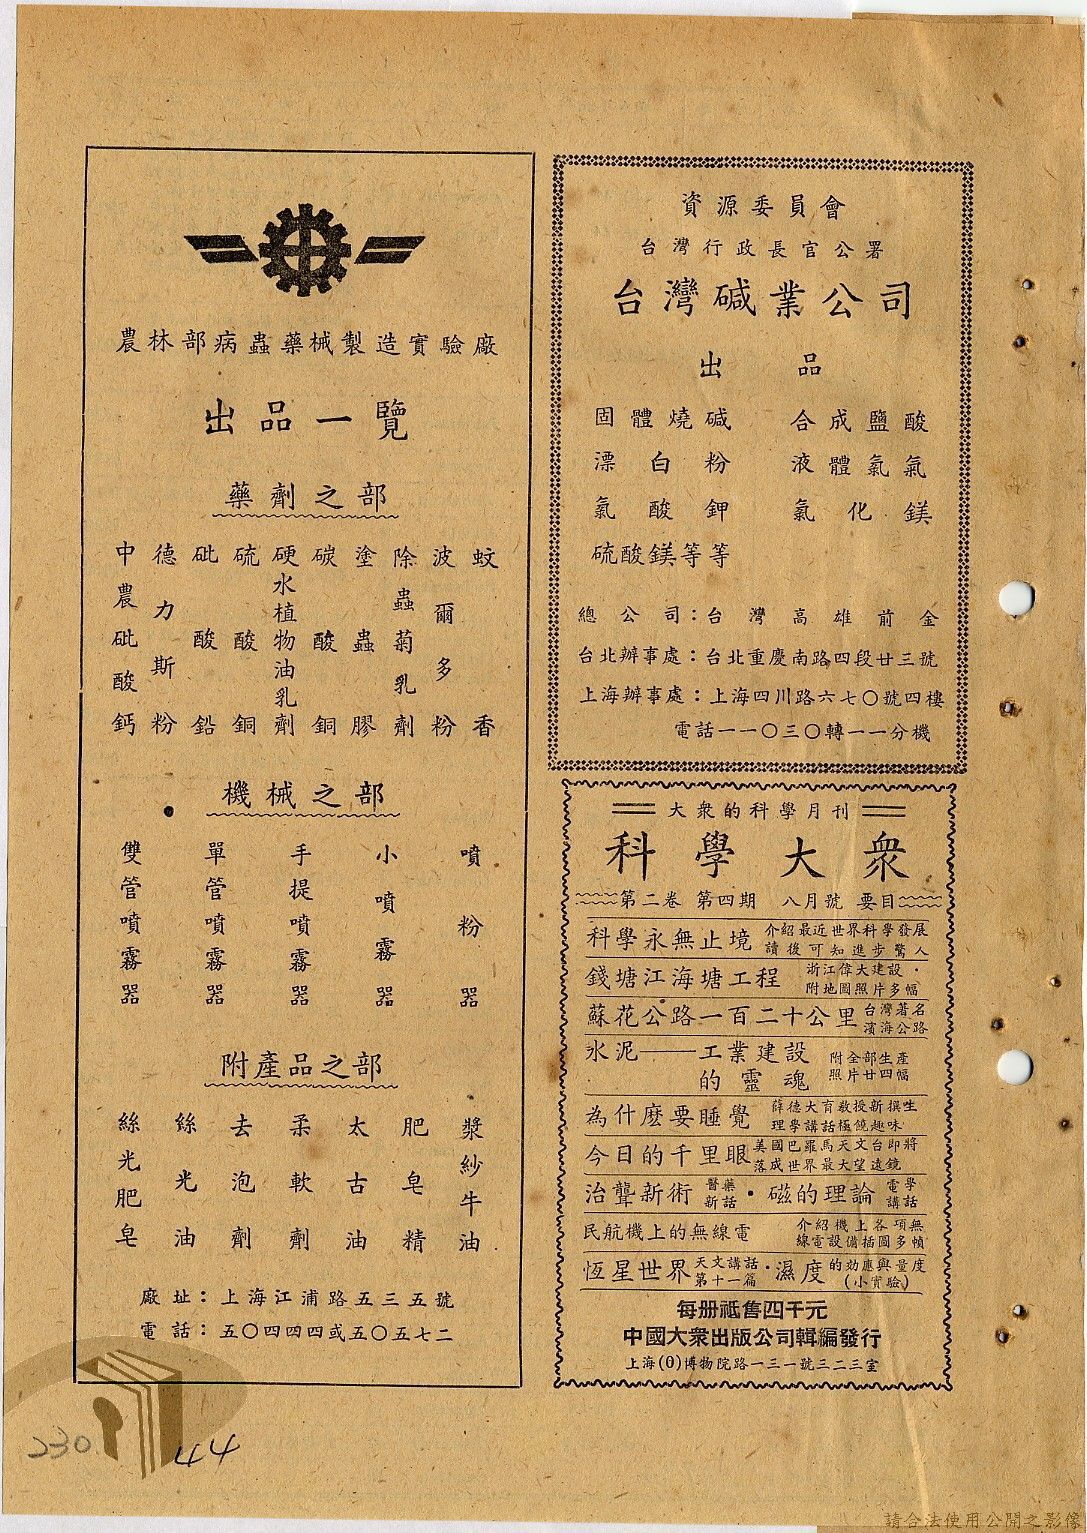 農林部病蟲藥械製造實驗廠
出品一覽
藥劑之部
中農砒酸鈣
德力斯粉
砒酸鉛
硫酸銅
硬水植物油乳劑
碳酸銅
塗蟲膠
除蟲菊乳劑
波爾多粉
蚊香
機械之部
雙管噴霧器
單管噴霧器
手提噴霧器
小噴霧器
噴粉器
附產品之部
絲光肥皂
絲光油
去泡劑
柔軟劑
太古油
肥皂精
漿紗牛油
廠址：上海江浦路五三五號
電話：五〇四四四或五〇五七二
資源委員會
台灣行政長官公署
台灣碱業公司
出品
固體燒碱 合成鹽酸
漂白粉 液體氯氣
氯酸鉀 氯化鎂
硫酸鎂等等
總公司：台灣高雄前金
台北辦事處：台北重慶南路四段廿三號
上海辦事處：上海四川路六七〇號四樓
電話一一〇三〇轉一一分機
大衆的科學月刊
科學大衆
第二卷 第四期 八月號 要目
科學永無止境 介紹最近世界科學發展
讀後可知進步驚人
錢塘江海塘工程 浙江偉大建設·
附地圖照片多幅
蘇花公路一百二十公里 台灣著名
濱海公路
水泥——工業建設
的靈魂
附全部生產
照片廿四幅
為什麼要睡覺 薛德大育教授新撰生
理學講話極饒趣味
今日的千里眼 美國巴羅馬天文台即將
落成世界最大望遠鏡
治聾新術 醫藥
新話
·磁的理論 電學
講話
民航機上的無線電 介紹機上各項無
線電設備插圖多幀
恆星世界 天文講話
第十一篇
·濕度 的効應與量度
(小實驗)
每册祇售四千元
中國大衆出版公司輯編發行
上海(0)博物院路一三一號三二三室
230
44
請合法使用公開之影像